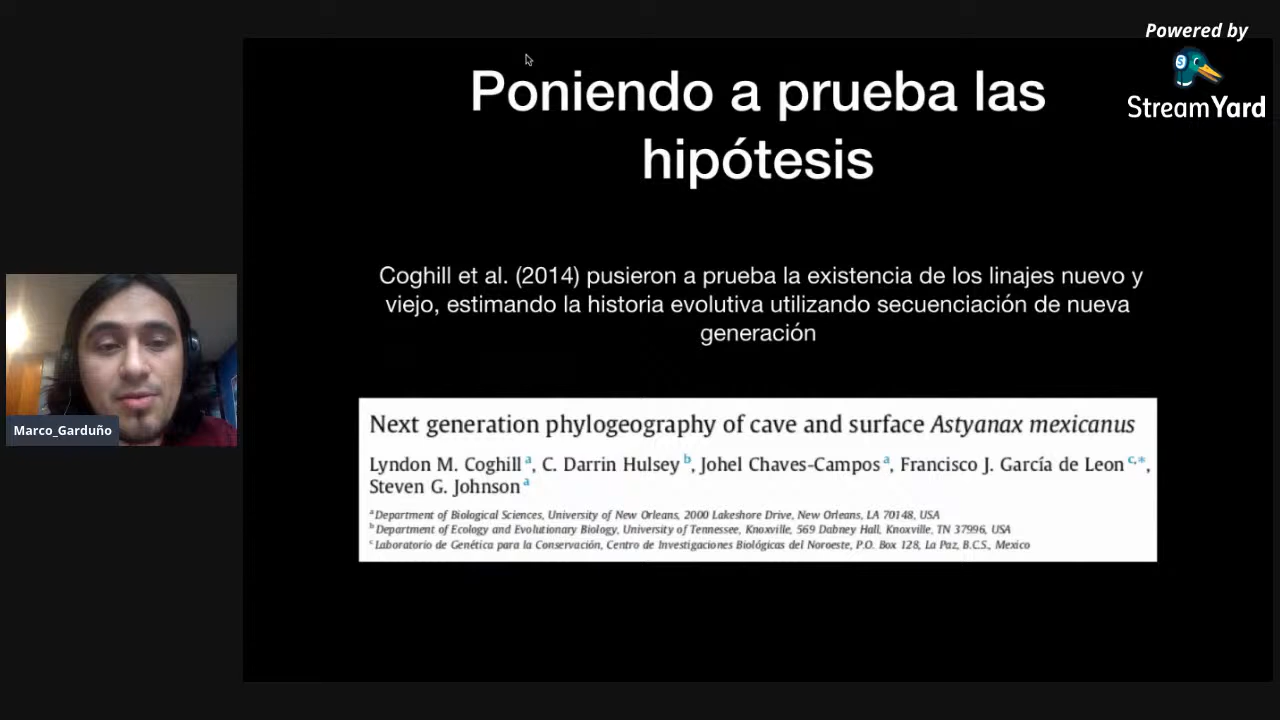 Powered by
StreamYard
Poniendo a prueba las
hipótesis
Coghill et al. (2014) pusieron a prueba la existencia de los linajes nuevo y
viejo, estimando la historia evolutiva utilizando secuenciación de nueva
generación
Next generation phylogeography of cave and surface Astyanax mexicanus
Lyndon M. Coghill a, C. Darrin Hulsey b, Johel Chaves-Campos a, Francisco J. García de Leon c,*,
Steven G. Johnson a
a Department of Biological Sciences, University of New Orleans, 2000 Lakeshore Drive, New Orleans, LA 70148, USA
b Department of Ecology and Evolutionary Biology, University of Tennessee, Knoxville, 569 Dabney Hall, Knoxville, TN 37996, USA
c Laboratorio de Genética para la Conservación, Centro de Investigaciones Biológicas del Noroeste, P.O. Box 128, La Paz, B.C.S., Mexico
Marco_Garduño